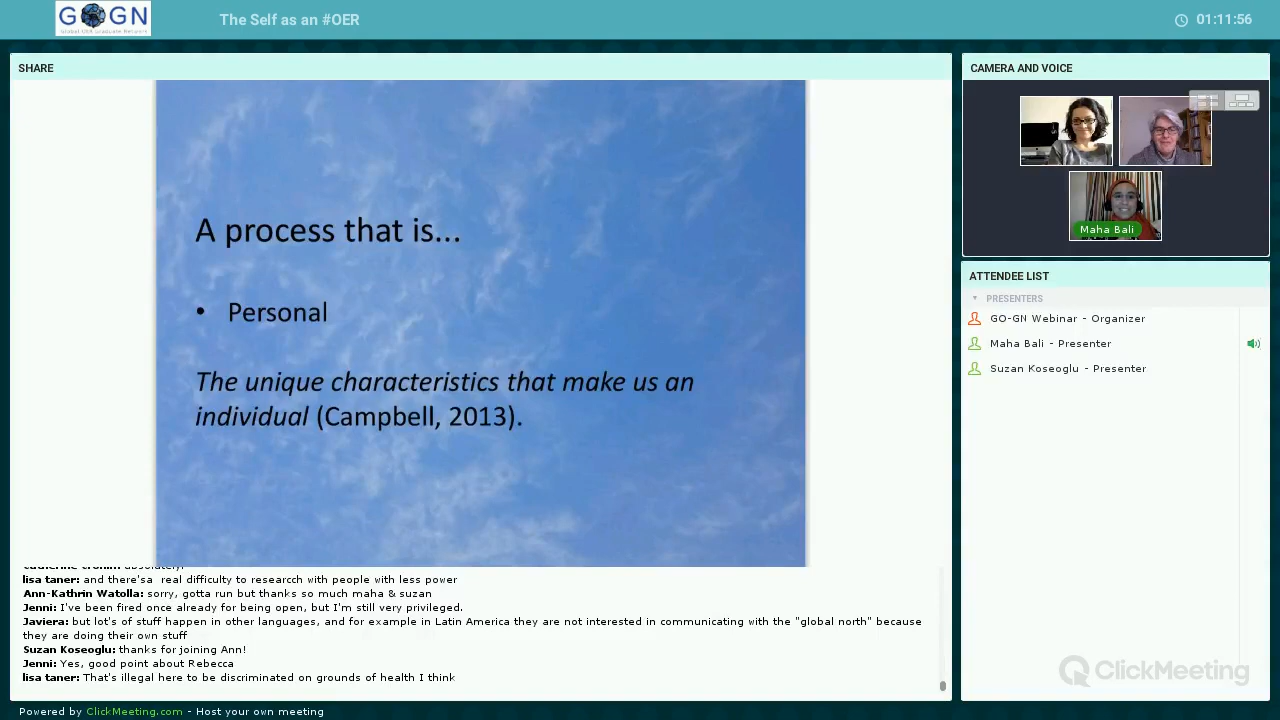 GOGN
The Self as an #OER
01:11:56
SHARE
CAMERA AND VOICE
A process that is...
• Personal
The unique characteristics that make us an
individual (Campbell, 2013).
Maha Bali
ATTENDEE LIST
PRESENTERS
GO-GN Webinar - Organizer
Maha Bali - Presenter
Suzan Koseoglu - Presenter
lisa taner: and there'sa real difficulty to researcch with people with less power
Ann-Kathrin Watolla: sorry, gotta run but thanks so much maha & suzan
Jenni: I've been fired once already for being open, but I'm still very privileged.
Javiera: but lot's of stuff happen in other languages, and for example in Latin America they are not interested in communicating with the "global north" because
they are doing their own stuff
Suzan Koseoglu: thanks for joining Ann!
Jenni: Yes, good point about Rebecca
lisa taner: That's illegal here to be discriminated on grounds of health I think
ClickMeeting
Powered by ClickMeeting.com - Host your own meeting